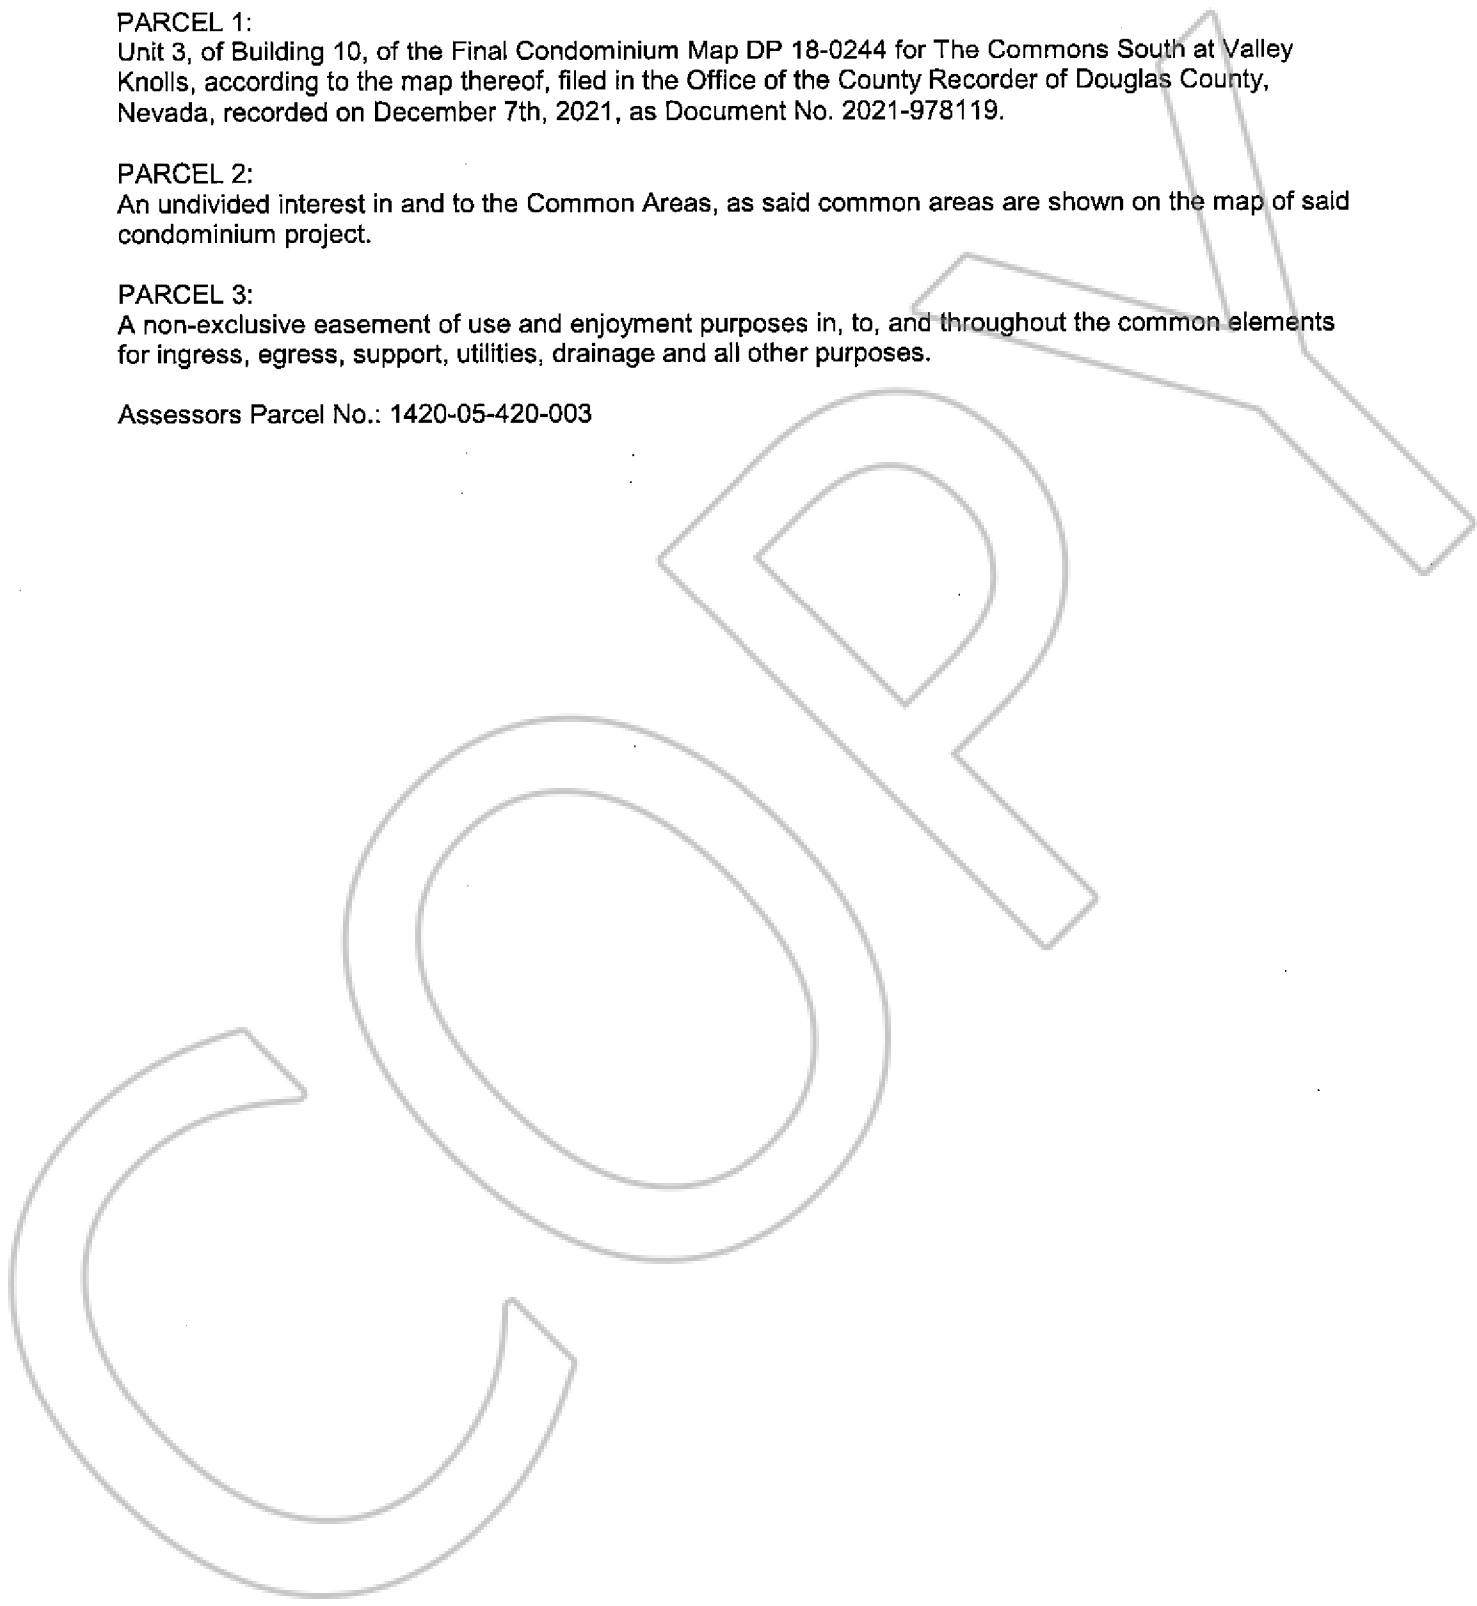 PARCEL 1:
Unit 3, of Building 10, of the Final Condominium Map DP 18-0244 for The Commons South at Valley
Knolls, according to the map thereof, filed in the Office of the County Recorder of Douglas County,
Nevada, recorded on December 7th, 2021, as Document No. 2021-978119.
PARCEL 2:
An undivided interest in and to the Common Areas, as said common areas are shown on the map of said
condominium project.
PARCEL 3:
A non-exclusive easement of use and enjoyment purposes in, to, and throughout the common elements
for ingress, egress, support, utilities, drainage and all other purposes.
Assessors Parcel No.: 1420-05-420-003
COPY